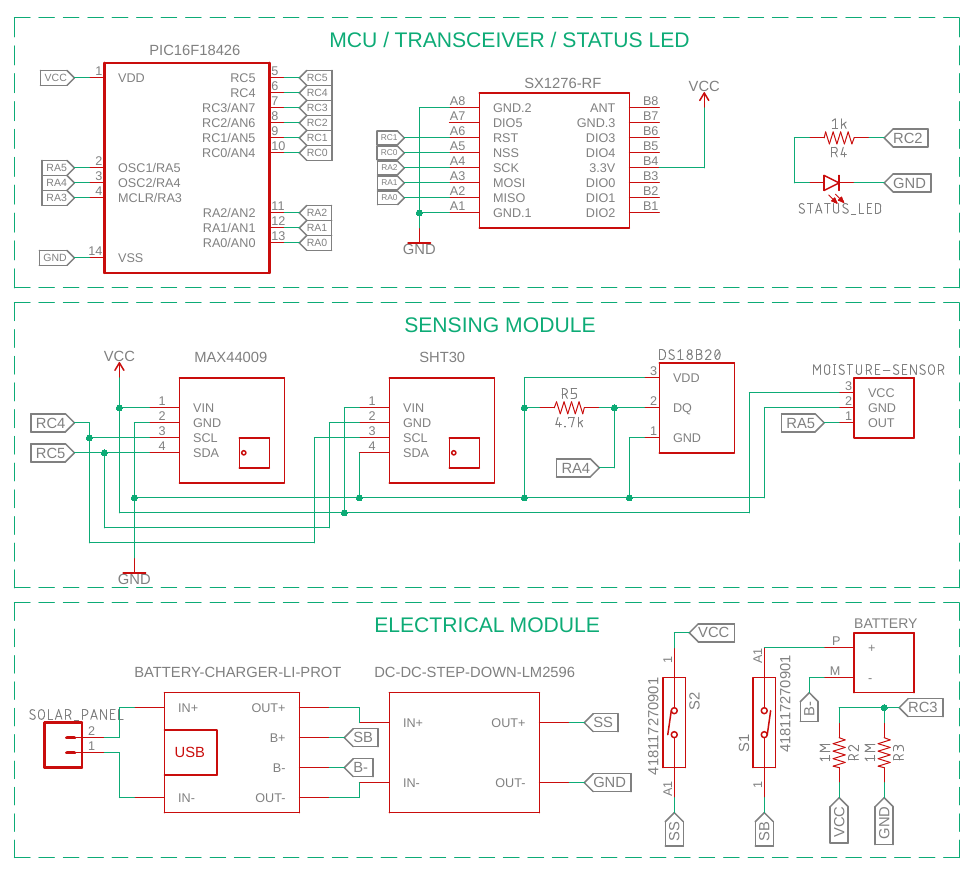 MCU / TRANSCEIVER / STATUS LED
PIC16F18426
VCC 1 VDD
RC5 5 RC5
RC4 6 RC4
RC3/AN7 7 RC3
RC2/AN6 8 RC2
RC1/AN5 9 RC1
RC0/AN4 10 RC0
RA5 2 OSC1/RA5
RA4 3 OSC2/RA4
RA3 4 MCLR/RA3
RA2/AN2 11 RA2
RA1/AN1 12 RA1
RA0/AN0 13 RA0
GND 14 VSS
SX1276-RF
VCC
A8 GND.2 ANT B8
A7 DIO5 GND.3 B7
RC1 A6 RST DIO3 B6
RC0 A5 NSS DIO4 B5
RA2 A4 SCK 3.3V B4
RA1 A3 MOSI DIO0 B3
RA0 A2 MISO DIO1 B2
A1 GND.1 DIO2 B1
GND
1k
RC2
R4
GND
STATUS_LED
SENSING MODULE
VCC
MAX44009
1 VIN
2 GND
3 SCL
4 SDA
RC4
RC5
GND
SHT30
1 VIN
2 GND
3 SCL
4 SDA
DS18B20
3 VDD
2 DQ
1 GND
R5
4.7k
RA4
MOISTURE-SENSOR
3 VCC
2 GND
RA5 1 OUT
ELECTRICAL MODULE
SOLAR_PANEL
2
1
BATTERY-CHARGER-LI-PROT
IN+ OUT+
B+ SB
USB
B- B-
IN- OUT-
DC-DC-STEP-DOWN-LM2596
IN+ OUT+ SS
IN- OUT- GND
VCC
1
418117270901
S2
A1
SS
A1
418117270901
S1
1
SB
BATTERY
P +
M -
B-
RC3
1M
R2
1M
R3
VCC
GND